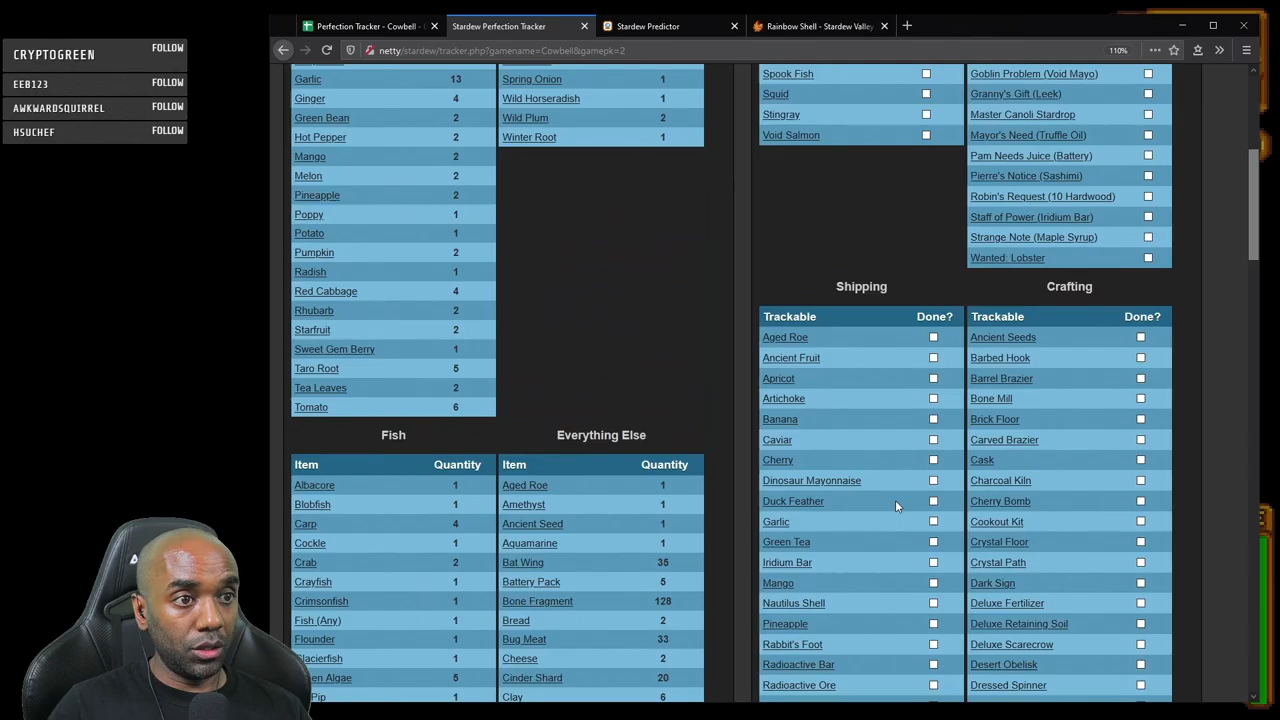 Perfection Tracker - Cowbell
Stardew Perfection Tracker
Stardew Predictor
Rainbow Shell - Stardew Valley
netty/stardew/tracker.php?gamename=Cowbell&gamepk=2
110%
CRYPTOGREEN FOLLOW
EEB123 FOLLOW
AWKWARDSQUIRREL FOLLOW
HSUCHEF FOLLOW
Garlic 13
Ginger 4
Green Bean 2
Hot Pepper 2
Mango 2
Melon 2
Pineapple 2
Poppy 1
Potato 1
Pumpkin 2
Radish 1
Red Cabbage 4
Rhubarb 2
Starfruit 2
Sweet Gem Berry 1
Taro Root 5
Tea Leaves 2
Tomato 6
Spring Onion 1
Wild Horseradish 1
Wild Plum 2
Winter Root 1
Fish
Item Quantity
Albacore 1
Blobfish 1
Carp 4
Cockle 1
Crab 2
Crayfish 1
Crimsonfish 1
Fish (Any) 1
Flounder 1
lacierfish 1
en Algae 5
Pip 1
Everything Else
Item Quantity
Aged Roe 1
Amethyst 1
Ancient Seed 1
Aquamarine 1
Bat Wing 35
Battery Pack 5
Bone Fragment 128
Bread 2
Bug Meat 33
Cheese 2
Cinder Shard 20
Clay 6
Spook Fish
Squid
Stingray
Void Salmon
Goblin Problem (Void Mayo)
Granny's Gift (Leek)
Master Canoli Stardrop
Mayor's Need (Truffle Oil)
Pam Needs Juice (Battery)
Pierre's Notice (Sashimi)
Robin's Request (10 Hardwood)
Staff of Power (Iridium Bar)
Strange Note (Maple Syrup)
Wanted: Lobster
Shipping
Trackable Done?
Aged Roe
Ancient Fruit
Apricot
Artichoke
Banana
Caviar
Cherry
Dinosaur Mayonnaise
Duck Feather
Garlic
Green Tea
Iridium Bar
Mango
Nautilus Shell
Pineapple
Rabbit's Foot
Radioactive Bar
Radioactive Ore
Crafting
Trackable Done?
Ancient Seeds
Barbed Hook
Barrel Brazier
Bone Mill
Brick Floor
Carved Brazier
Cask
Charcoal Kiln
Cherry Bomb
Cookout Kit
Crystal Floor
Crystal Path
Dark Sign
Deluxe Fertilizer
Deluxe Retaining Soil
Deluxe Scarecrow
Desert Obelisk
Dressed Spinner